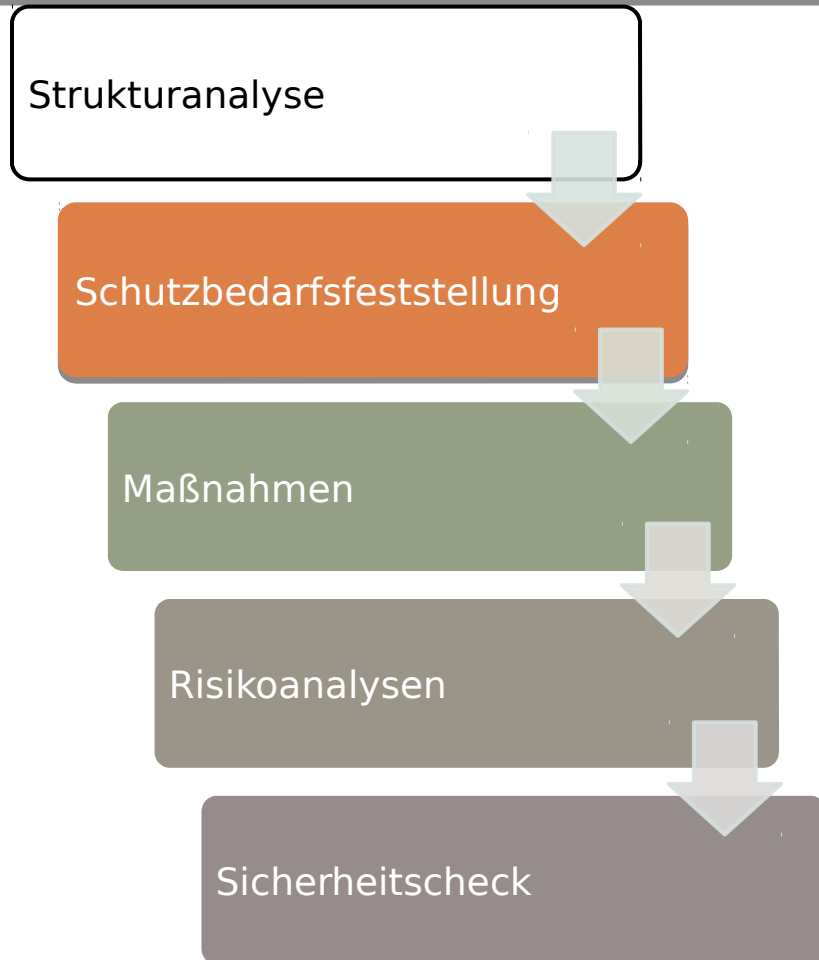 Strukturanalyse
Schutzbedarfsfeststellung
Maßnahmen
Risikoanalysen
Sicherheitscheck